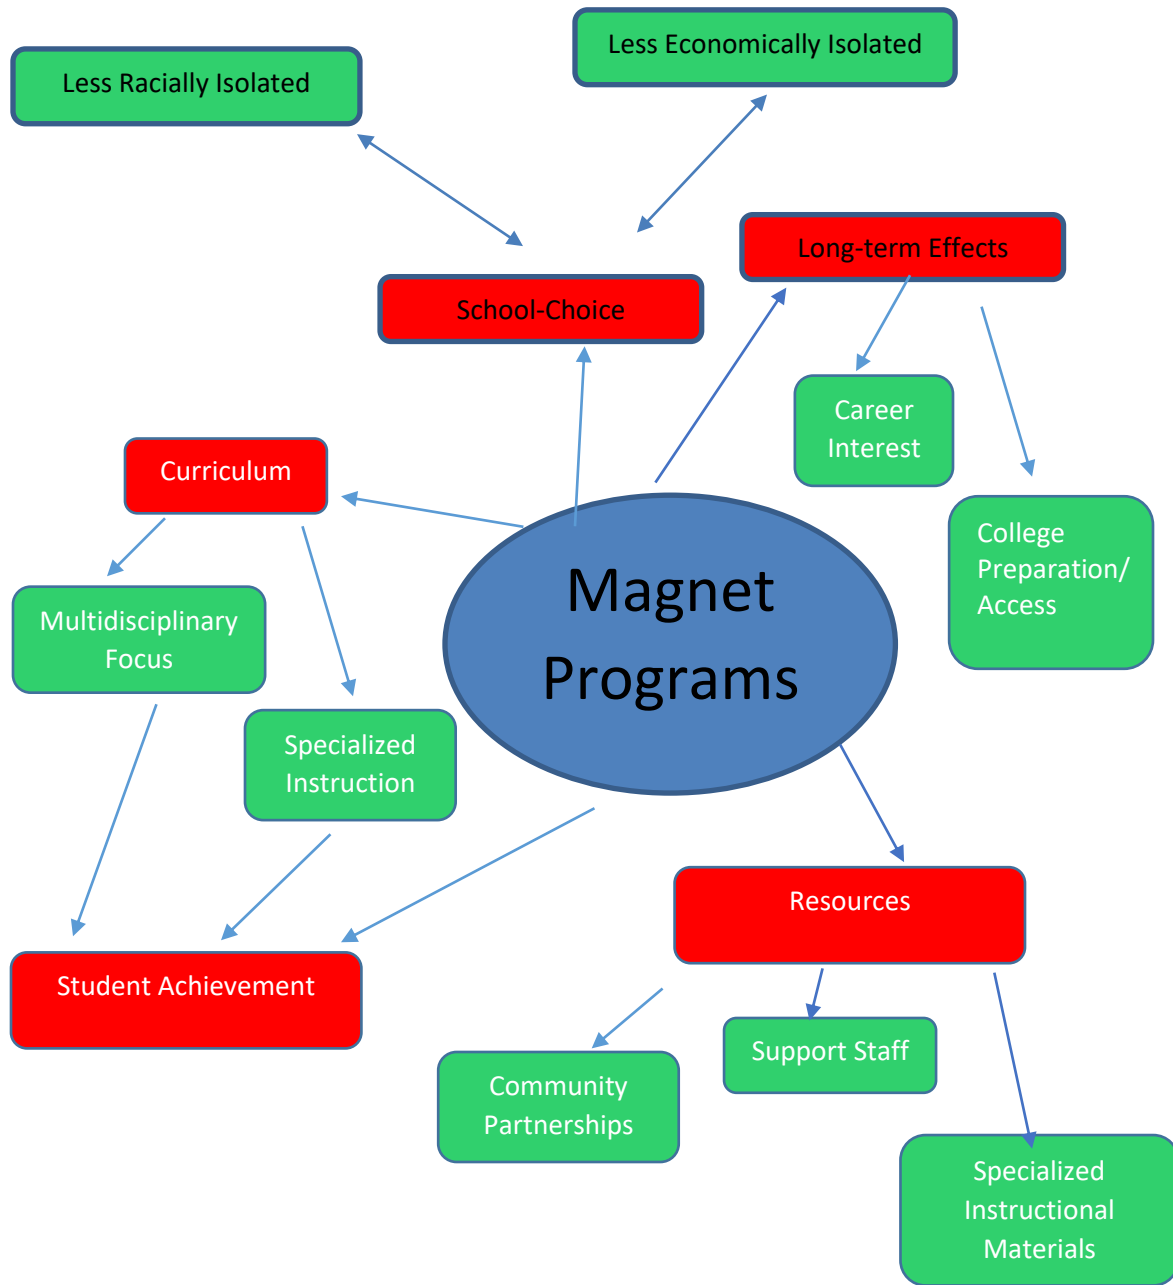 Less Economically Isolated
Less Racially Isolated
Long-term Effects
School-Choice
Career
Interest
Curriculum
College
Preparation/
Access
Magnet
Programs
Multidisciplinary
Focus
Specialized
Instruction
Resources
Student Achievement
Support Staff
Community
Partnerships
Specialized
Instructional
Materials